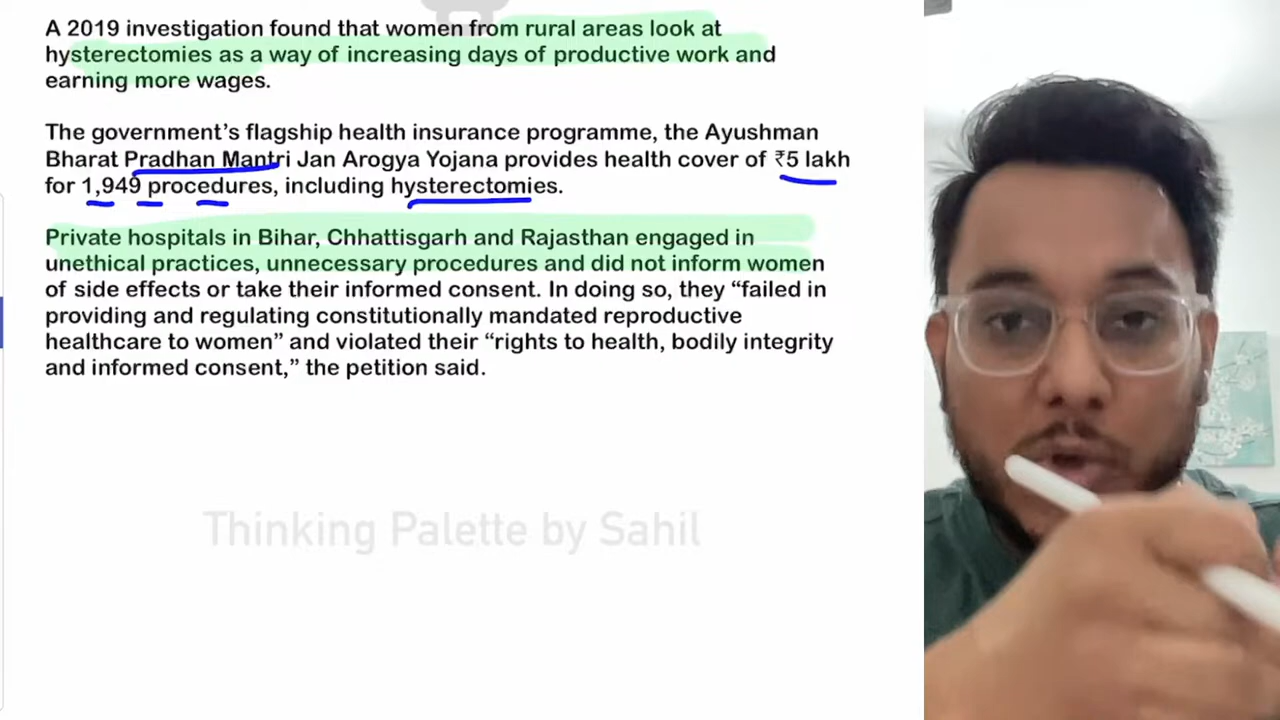 A 2019 investigation found that women from rural areas look at
hysterectomies as a way of increasing days of productive work and
earning more wages.
The government’s flagship health insurance programme, the Ayushman
Bharat Pradhan Mantri Jan Arogya Yojana provides health cover of ₹5 lakh
for 1,949 procedures, including hysterectomies.
Private hospitals in Bihar, Chhattisgarh and Rajasthan engaged in
unethical practices, unnecessary procedures and did not inform women
of side effects or take their informed consent. In doing so, they “failed in
providing and regulating constitutionally mandated reproductive
healthcare to women” and violated their “rights to health, bodily integrity
and informed consent,” the petition said.
Thinking Palette by Sahil